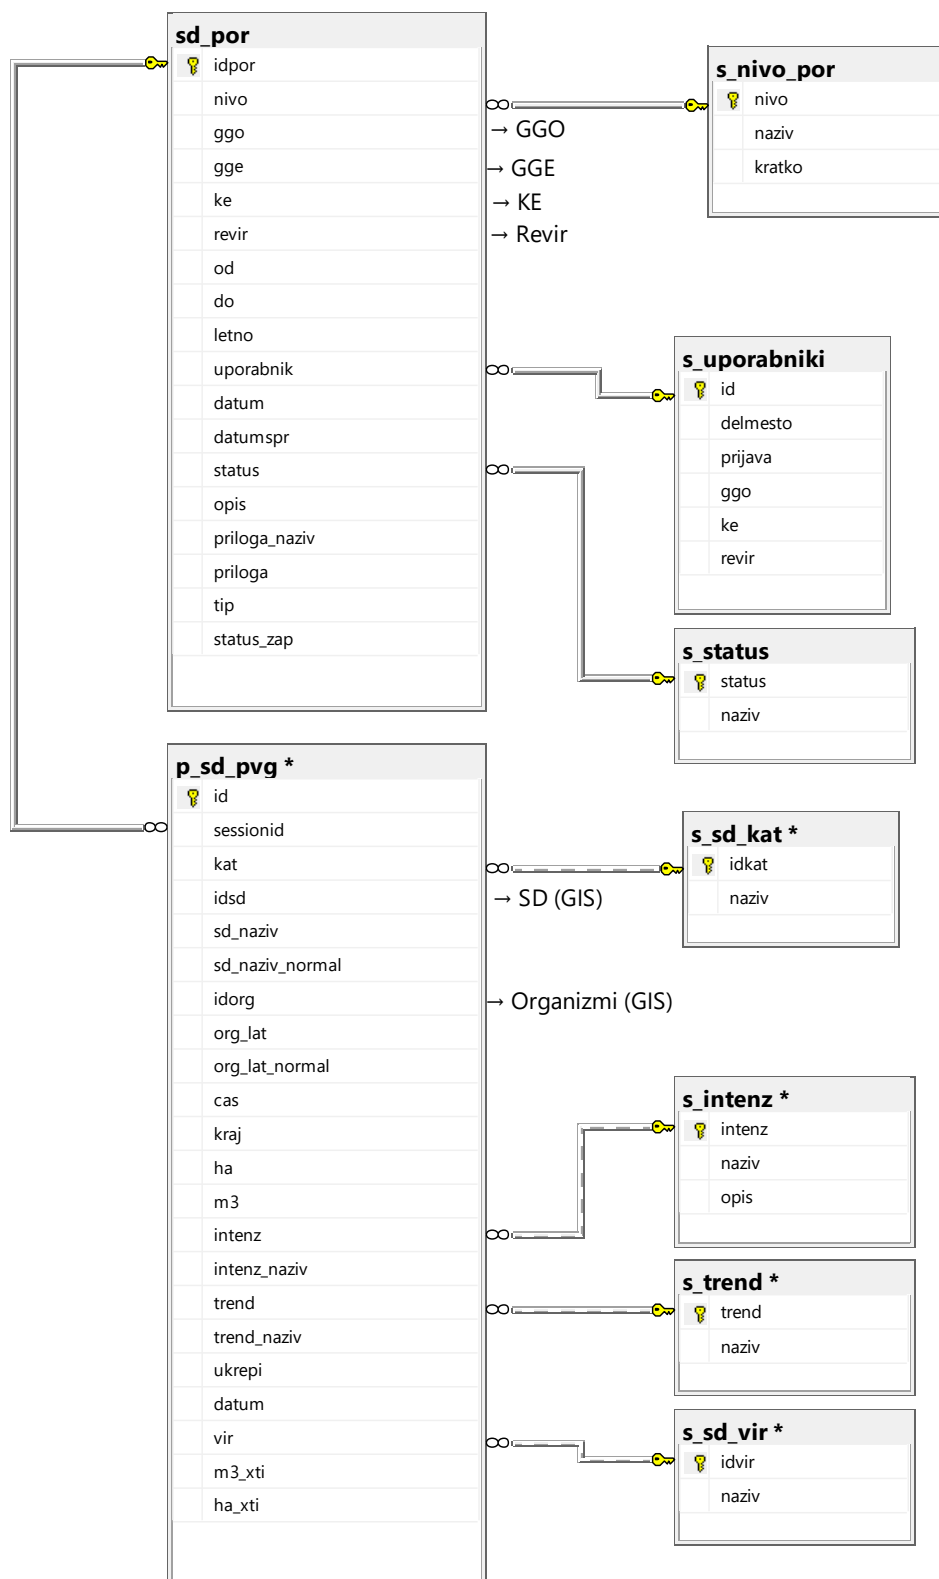 sd_por
idpor
nivo
ggo
gge
ke
revir
od
do
letno
uporabnik
datum
datumspr
status
opis
priloga_naziv
priloga
tip
status_zap
→ GGO
→ GGE
→ KE
→ Revir
s_nivo_por
nivo
naziv
kratko
s_uporabniki
id
delmesto
prijava
ggo
ke
revir
s_status
status
naziv
p_sd_pvg *
id
sessionid
kat
idsd
sd_naziv
sd_naziv_normal
idorg
org_lat
org_lat_normal
cas
kraj
ha
m3
intenz
intenz_naziv
trend
trend_naziv
ukrepi
datum
vir
m3_xti
ha_xti
→ SD (GIS)
→ Organizmi (GIS)
s_sd_kat *
idkat
naziv
s_intenz *
intenz
naziv
opis
s_trend *
trend
naziv
s_sd_vir *
idvir
naziv